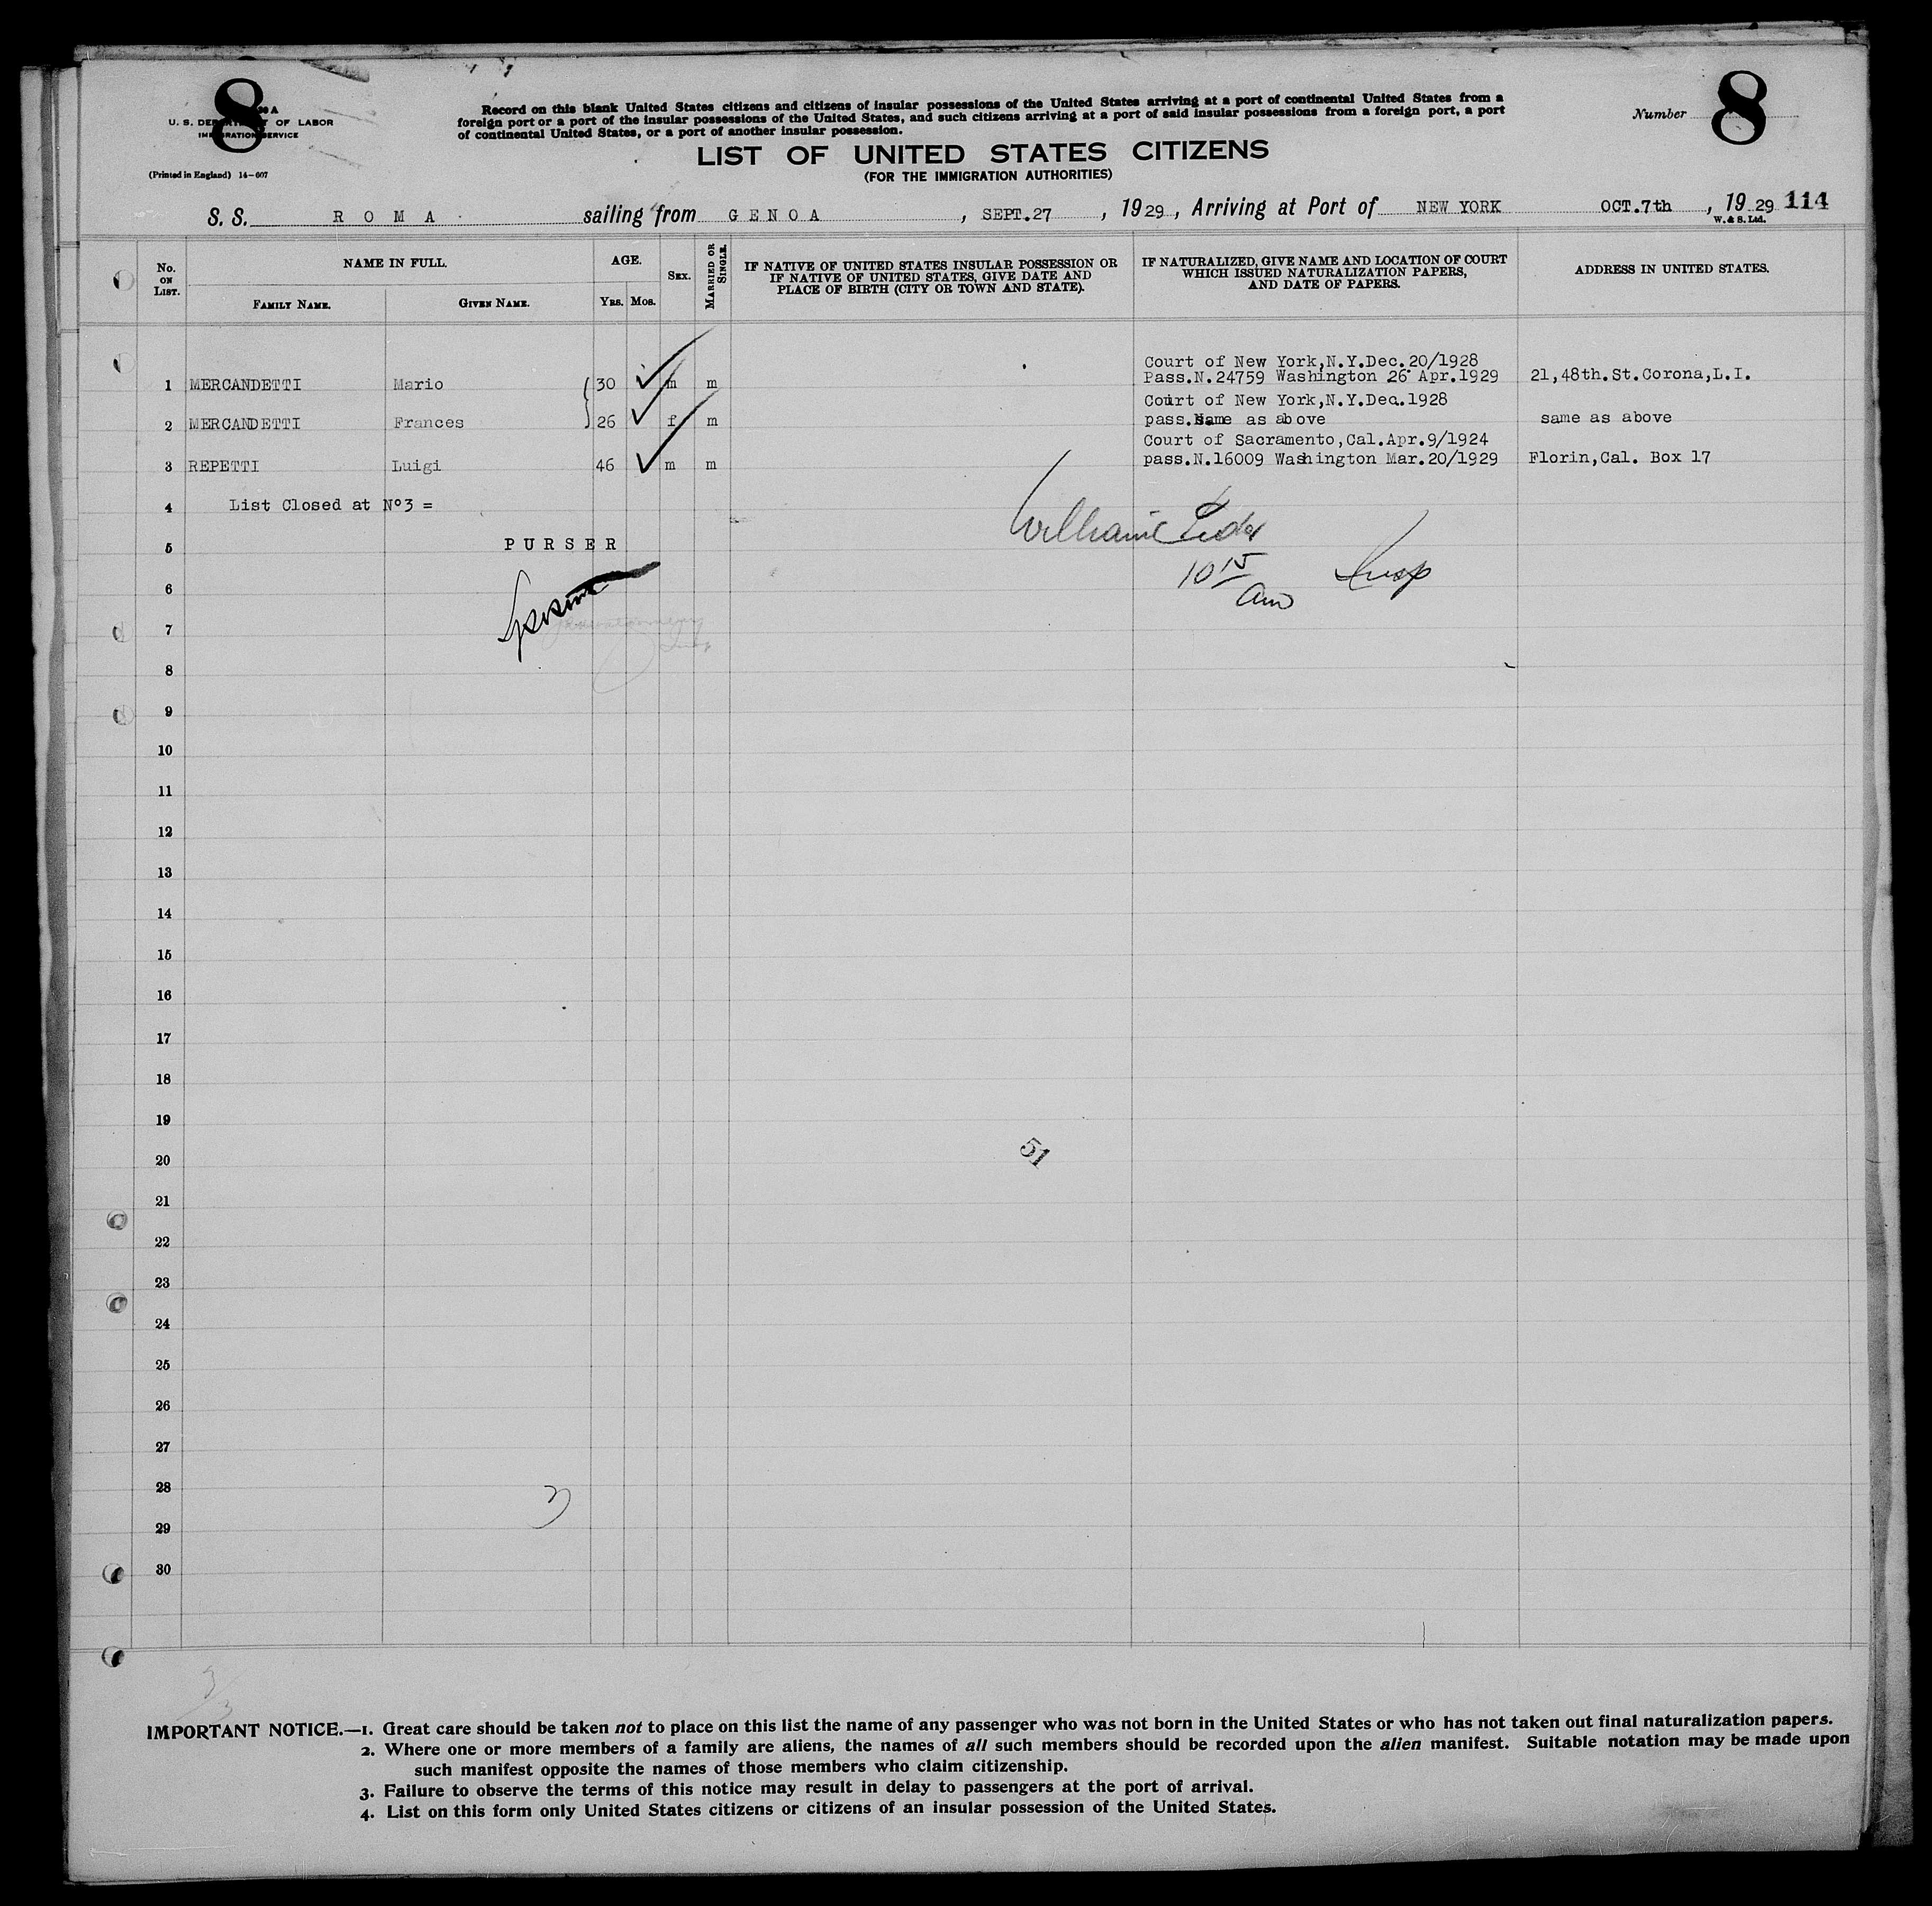 8
30 A
U. S. DEPARTMENT OF LABOR
IMMIGRATION SERVICE
(Printed in England) 14-607
Record on this blank United States citizens and citizens of insular possessions of the United States arriving at a port of continental United States from a
foreign port or a port of the insular possessions of the United States, and such citizens arriving at a port of said insular possessions from a foreign port, a port
of continental United States, or a port of another insular possession.
Number 8
LIST OF UNITED STATES CITIZENS
(FOR THE IMMIGRATION AUTHORITIES)
S. S. ROMA sailing from GENOA, SEPT.27, 1929, Arriving at Port of NEW YORK OCT.7th, 1929 114
W. & S. Ltd.
No. ON LIST.
NAME IN FULL.
FAMILY NAME.
GIVEN NAME.
AGE.
YRS. MOS.
SEX.
MARRIED OR SINGLE.
IF NATIVE OF UNITED STATES INSULAR POSSESSION OR
IF NATIVE OF UNITED STATES, GIVE DATE AND
PLACE OF BIRTH (CITY OR TOWN AND STATE).
IF NATURALIZED, GIVE NAME AND LOCATION OF COURT
WHICH ISSUED NATURALIZATION PAPERS,
AND DATE OF PAPERS.
ADDRESS IN UNITED STATES.
Court of New York,N.Y.Dec.20/1928
1 MERCANDETTI Mario 30 m m Pass.N.24759 Washington 26 Apr.1929 21,48th.St.Corona,L.I.
Court of New York,N.Y.Dec.1928
2 MERCANDETTI Frances 26 f m pass.Same as above same as above
Court of Sacramento,Cal.Apr.9/1924
3 REPETTI Luigi 46 m m pass.N.16009 Washington Mar.20/1929 Florin,Cal. Box 17
4 List Closed at Nº3 =
5 PURSER
10 15 Insp
6 am
7
8
9
10
11
12
13
14
15
16
17
18
19
51
20
21
22
23
24
25
26
27
28
3
29
30
3/3
IMPORTANT NOTICE.—1. Great care should be taken not to place on this list the name of any passenger who was not born in the United States or who has not taken out final naturalization papers.
2. Where one or more members of a family are aliens, the names of all such members should be recorded upon the alien manifest. Suitable notation may be made upon
such manifest opposite the names of those members who claim citizenship.
3. Failure to observe the terms of this notice may result in delay to passengers at the port of arrival.
4. List on this form only United States citizens or citizens of an insular possession of the United States.